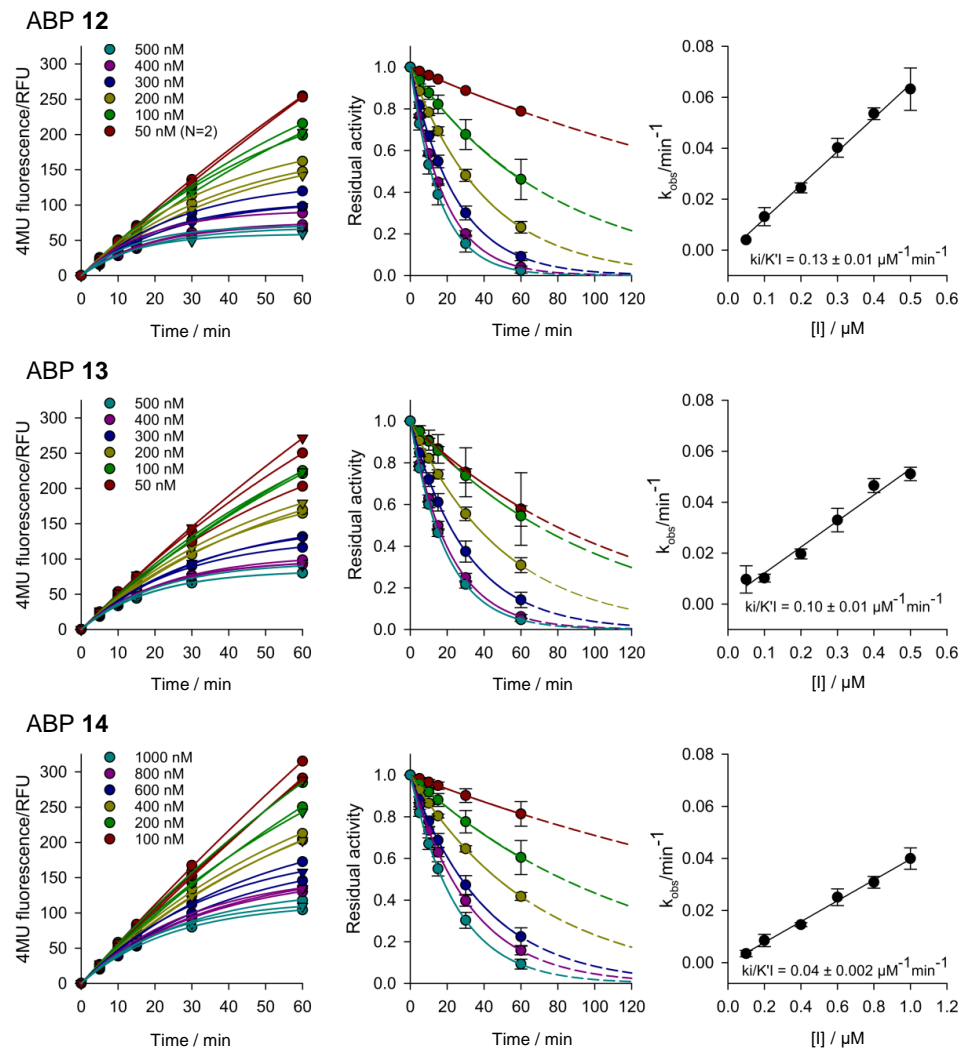 ABP 12
4MU fluorescence/RFU
300
250
200
150
100
50
0
500 nM
400 nM
300 nM
200 nM
100 nM
50 nM (N=2)
0 10 20 30 40 50 60
Time / min
Residual activity
1.0
0.8
0.6
0.4
0.2
0.0
0 20 40 60 80 100 120
Time / min
kobs/min-1
0.08
0.06
0.04
0.02
0.00
ki/K'I = 0.13 ± 0.01 µM-1min-1
0.0 0.1 0.2 0.3 0.4 0.5 0.6
[I] / µM
ABP 13
4MU fluorescence/RFU
300
250
200
150
100
50
0
500 nM
400 nM
300 nM
200 nM
100 nM
50 nM
0 10 20 30 40 50 60
Time / min
Residual activity
1.0
0.8
0.6
0.4
0.2
0.0
0 20 40 60 80 100 120
Time / min
kobs/min-1
0.08
0.06
0.04
0.02
0.00
ki/K'I = 0.10 ± 0.01 µM-1min-1
0.0 0.1 0.2 0.3 0.4 0.5 0.6
[I] / µM
ABP 14
4MU fluorescence/RFU
300
250
200
150
100
50
0
1000 nM
800 nM
600 nM
400 nM
200 nM
100 nM
0 10 20 30 40 50 60
Time / min
Residual activity
1.0
0.8
0.6
0.4
0.2
0.0
0 20 40 60 80 100 120
Time / min
kobs/min-1
0.08
0.06
0.04
0.02
0.00
ki/K'I = 0.04 ± 0.002 µM-1min-1
0.0 0.2 0.4 0.6 0.8 1.0 1.2
[I] / µM